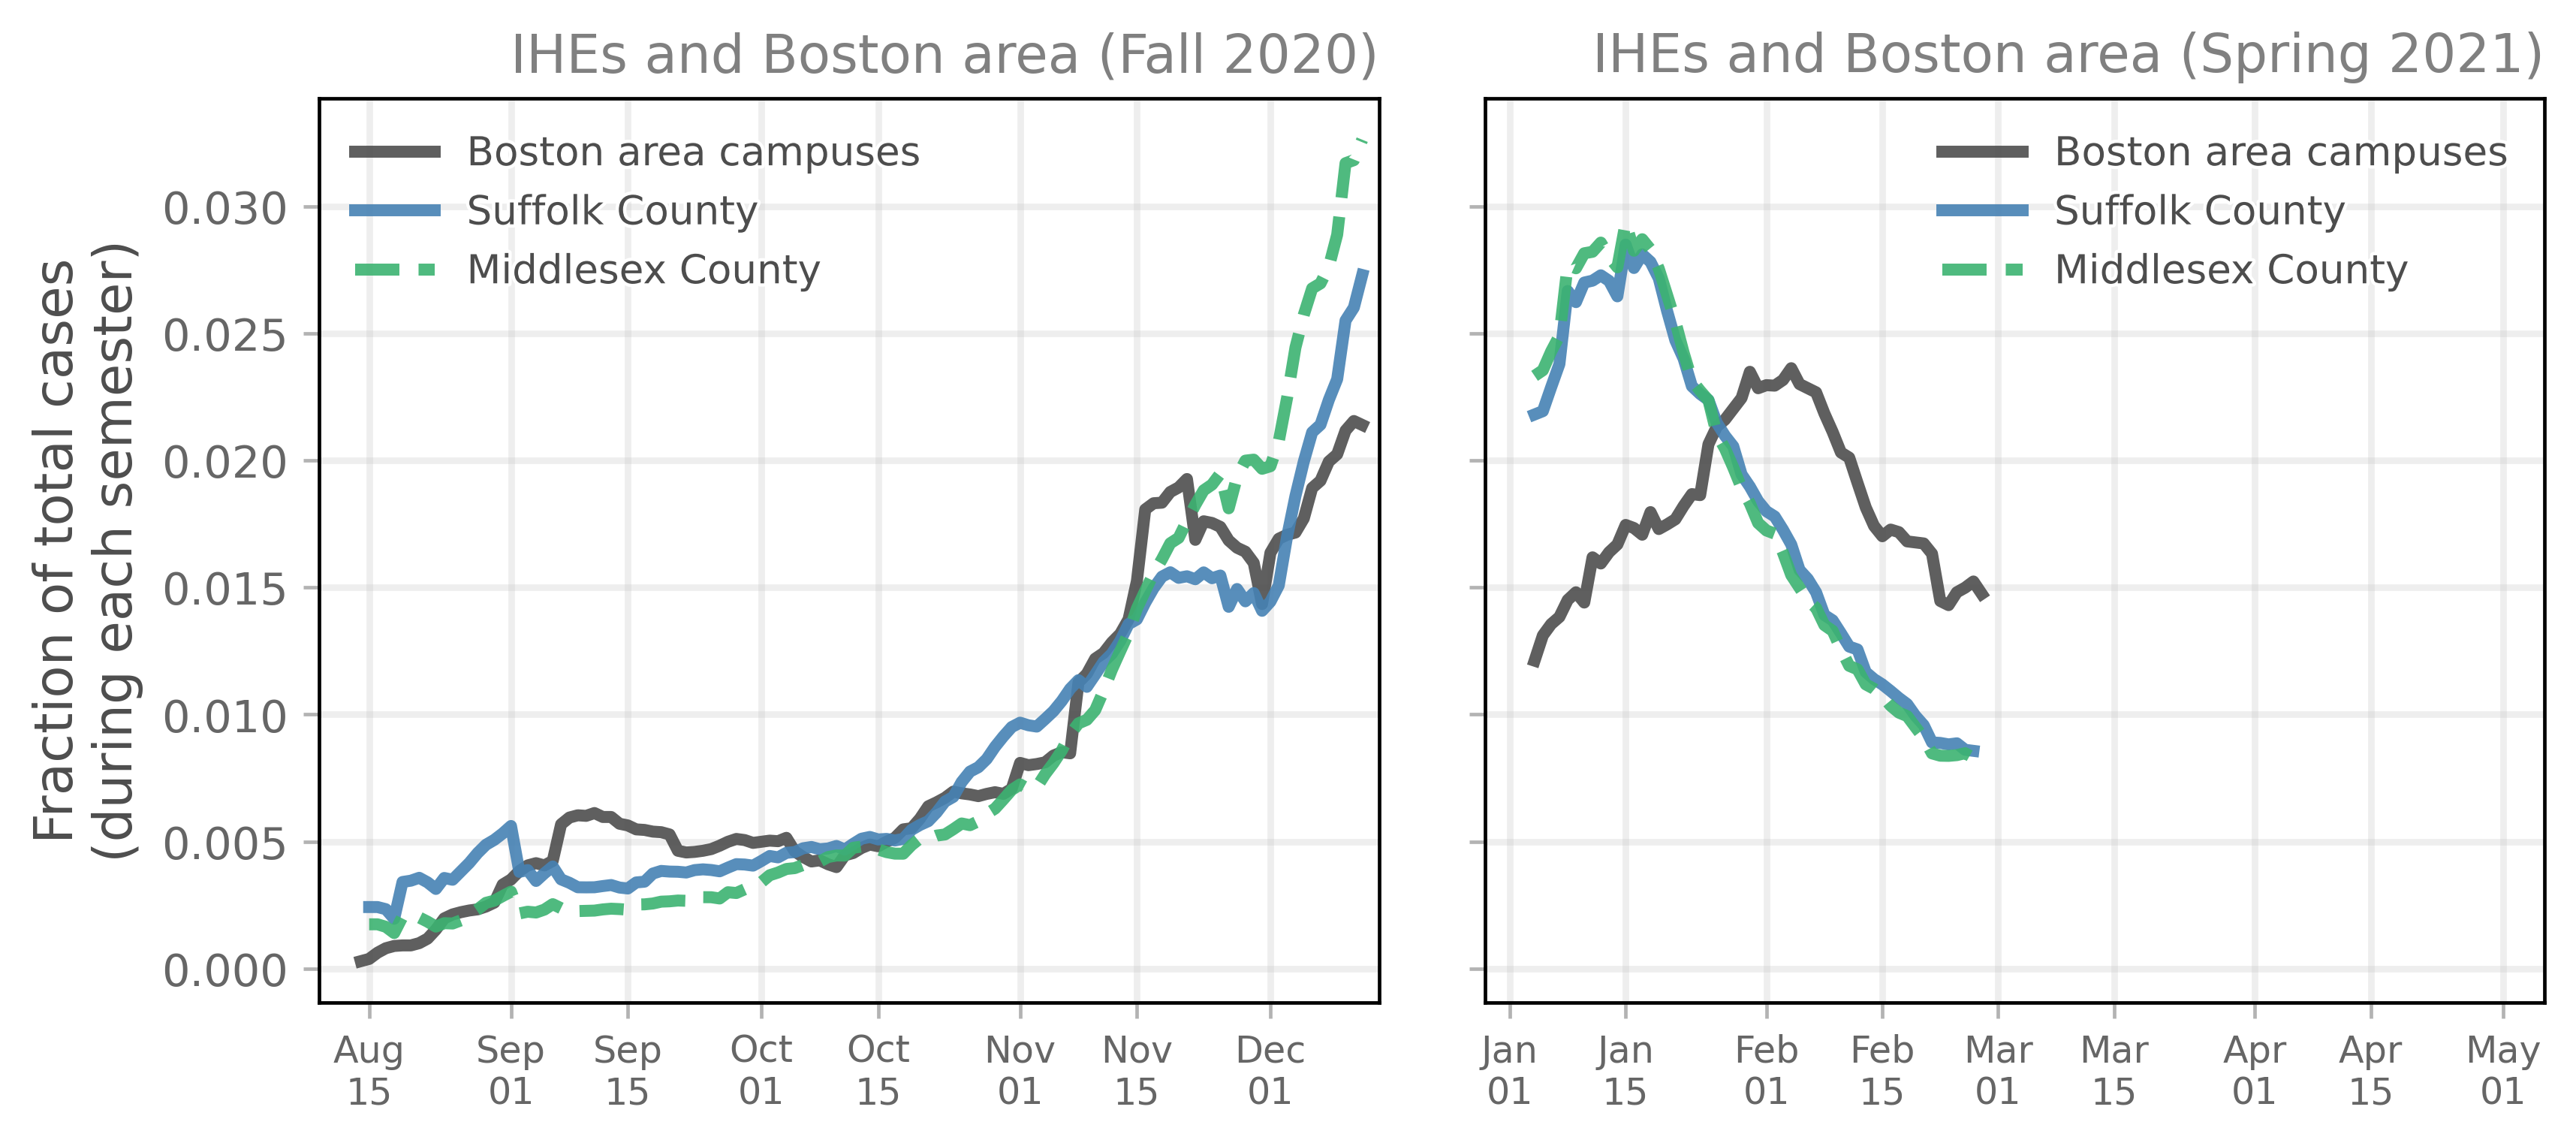 IHEs and Boston area (Fall 2020)
Boston area campuses
Suffolk County
Middlesex County
Fraction of total cases
(during each semester)
0.030
0.025
0.020
0.015
0.010
0.005
0.000
Aug 15
Sep 01
Sep 15
Oct 01
Oct 15
Nov 01
Nov 15
Dec 01
IHEs and Boston area (Spring 2021)
Boston area campuses
Suffolk County
Middlesex County
Jan 01
Jan 15
Feb 01
Feb 15
Mar 01
Mar 15
Apr 01
Apr 15
May 01